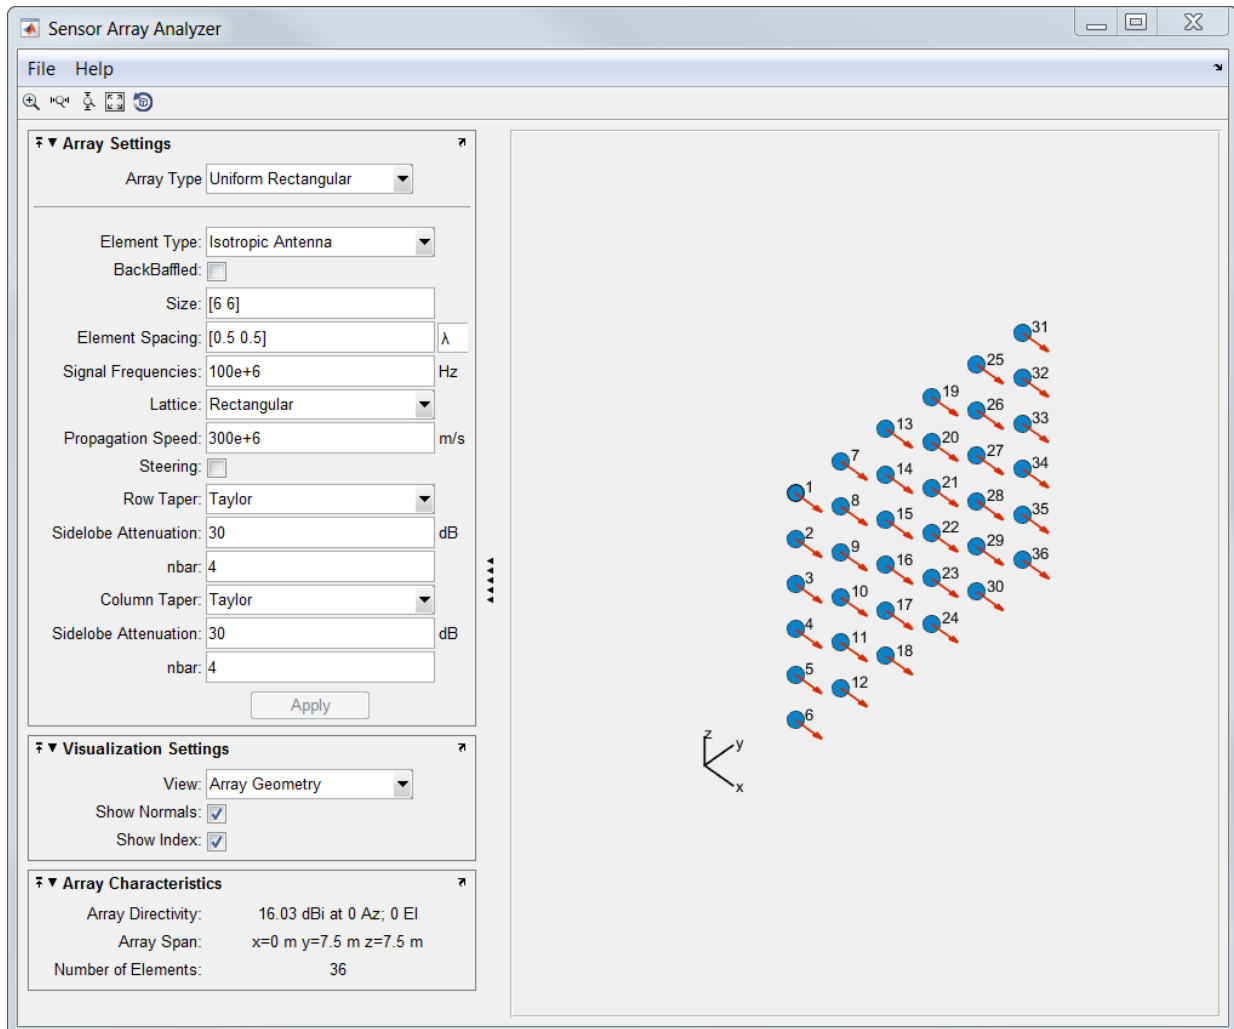 Sensor Array Analyzer
File Help
Array Settings
Array Type Uniform Rectangular
Element Type: Isotropic Antenna
BackBaffled:
Size: [6 6]
Element Spacing: [0.5 0.5] λ
Signal Frequencies: 100e+6 Hz
Lattice: Rectangular
Propagation Speed: 300e+6 m/s
Steering:
Row Taper: Taylor
Sidelobe Attenuation: 30 dB
nbar: 4
Column Taper: Taylor
Sidelobe Attenuation: 30 dB
nbar: 4
Apply
Visualization Settings
View: Array Geometry
Show Normals:
Show Index:
Array Characteristics
Array Directivity: 16.03 dBi at 0 Az; 0 El
Array Span: x=0 m y=7.5 m z=7.5 m
Number of Elements: 36
31
25
32
19
26
33
13
20
27
34
7
14
21
28
35
1
8
15
22
29
36
2
9
16
23
30
3
10
17
24
4
11
18
5
12
6
z
y
x